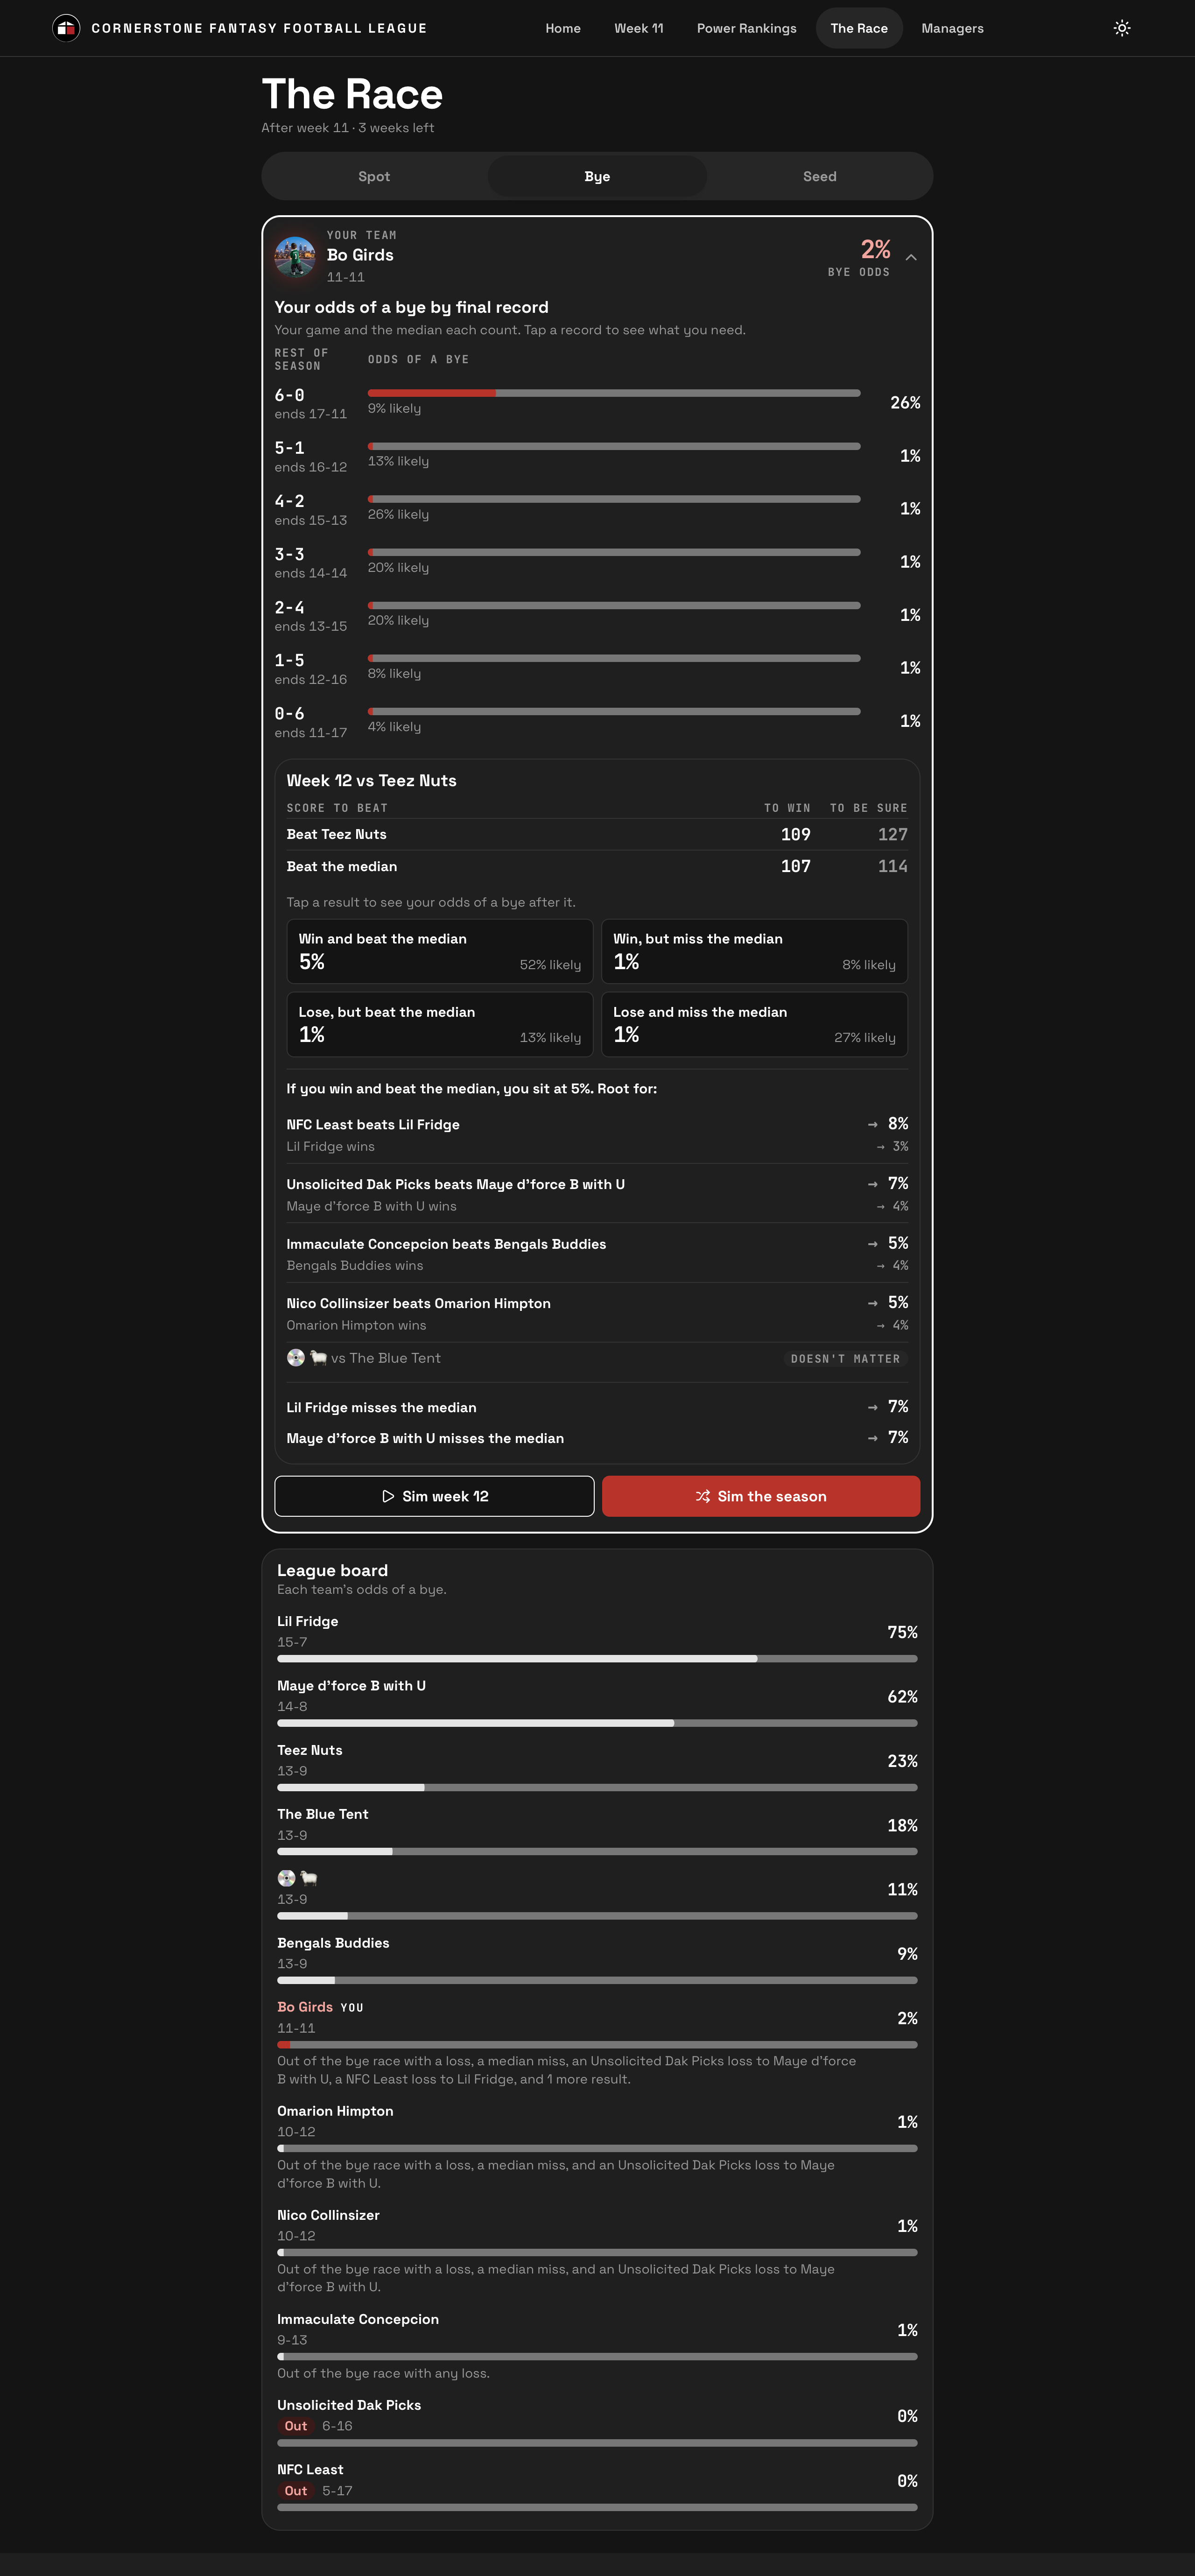 CORNERSTONE FANTASY FOOTBALL LEAGUE
Home
Week 11
Power Rankings
The Race
Managers
The Race
After week 11 · 3 weeks left
Spot
Bye
Seed
YOUR TEAM
Bo Girds
11-11
2%
BYE ODDS
Your odds of a bye by final record
Your game and the median each count. Tap a record to see what you need.
REST OF
SEASON
ODDS OF A BYE
6-0
ends 17-11
9% likely
26%
5-1
ends 16-12
13% likely
1%
4-2
ends 15-13
26% likely
1%
3-3
ends 14-14
20% likely
1%
2-4
ends 13-15
20% likely
1%
1-5
ends 12-16
8% likely
1%
0-6
ends 11-17
4% likely
1%
Week 12 vs Teez Nuts
SCORE TO BEAT TO WIN TO BE SURE
Beat Teez Nuts 109 127
Beat the median 107 114
Tap a result to see your odds of a bye after it.
Win and beat the median
5% 52% likely
Win, but miss the median
1% 8% likely
Lose, but beat the median
1% 13% likely
Lose and miss the median
1% 27% likely
If you win and beat the median, you sit at 5%. Root for:
NFC Least beats Lil Fridge → 8%
Lil Fridge wins → 3%
Unsolicited Dak Picks beats Maye d'force B with U → 7%
Maye d'force B with U wins → 4%
Immaculate Concepcion beats Bengals Buddies → 5%
Bengals Buddies wins → 4%
Nico Collinsizer beats Omarion Himpton → 5%
Omarion Himpton wins → 4%
💿 🐑 vs The Blue Tent DOESN'T MATTER
Lil Fridge misses the median → 7%
Maye d'force B with U misses the median → 7%
Sim week 12
Sim the season
League board
Each team's odds of a bye.
Lil Fridge
15-7
75%
Maye d'force B with U
14-8
62%
Teez Nuts
13-9
23%
The Blue Tent
13-9
18%
💿 🐑
13-9
11%
Bengals Buddies
13-9
9%
Bo Girds YOU
11-11
2%
Out of the bye race with a loss, a median miss, an Unsolicited Dak Picks loss to Maye d'force
B with U, a NFC Least loss to Lil Fridge, and 1 more result.
Omarion Himpton
10-12
1%
Out of the bye race with a loss, a median miss, and an Unsolicited Dak Picks loss to Maye
d'force B with U.
Nico Collinsizer
10-12
1%
Out of the bye race with a loss, a median miss, and an Unsolicited Dak Picks loss to Maye
d'force B with U.
Immaculate Concepcion
9-13
1%
Out of the bye race with any loss.
Unsolicited Dak Picks
Out 6-16
0%
NFC Least
Out 5-17
0%